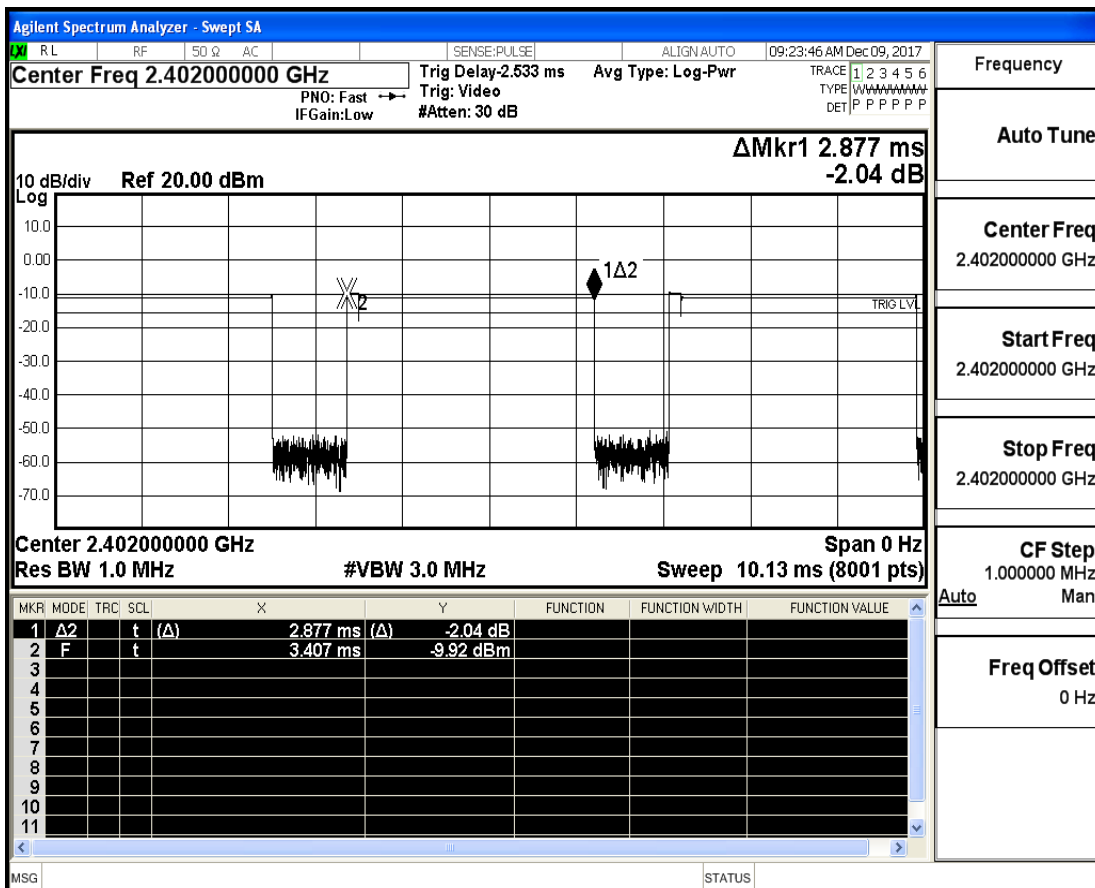 Agilent Spectrum Analyzer - Swept SA
LXI RL RF 50 Ω AC SENSE:PULSE ALIGN AUTO 09:23:46 AM Dec 09, 2017
Center Freq 2.402000000 GHz
Trig Delay-2.533 ms Avg Type: Log-Pwr TRACE 1 2 3 4 5 6
PNO: Fast Trig: Video TYPE WWWWWW
IFGain:Low #Atten: 30 dB DET P P P P P P
ΔMkr1 2.877 ms
-2.04 dB
10 dB/div Ref 20.00 dBm
Log
10.0
0.00
1Δ2
-10.0
2
TRIG LVL
-20.0
-30.0
-40.0
-50.0
-60.0
-70.0
Center 2.402000000 GHz Span 0 Hz
Res BW 1.0 MHz #VBW 3.0 MHz Sweep 10.13 ms (8001 pts)
MKR MODE TRC SCL X Y FUNCTION FUNCTION WIDTH FUNCTION VALUE
1 Δ2 t (Δ) 2.877 ms (Δ) -2.04 dB
2 F t 3.407 ms -9.92 dBm
3
4
5
6
7
8
9
10
11
MSG STATUS
Frequency
Auto Tune
Center Freq
2.402000000 GHz
Start Freq
2.402000000 GHz
Stop Freq
2.402000000 GHz
CF Step
1.000000 MHz
Auto Man
Freq Offset
0 Hz